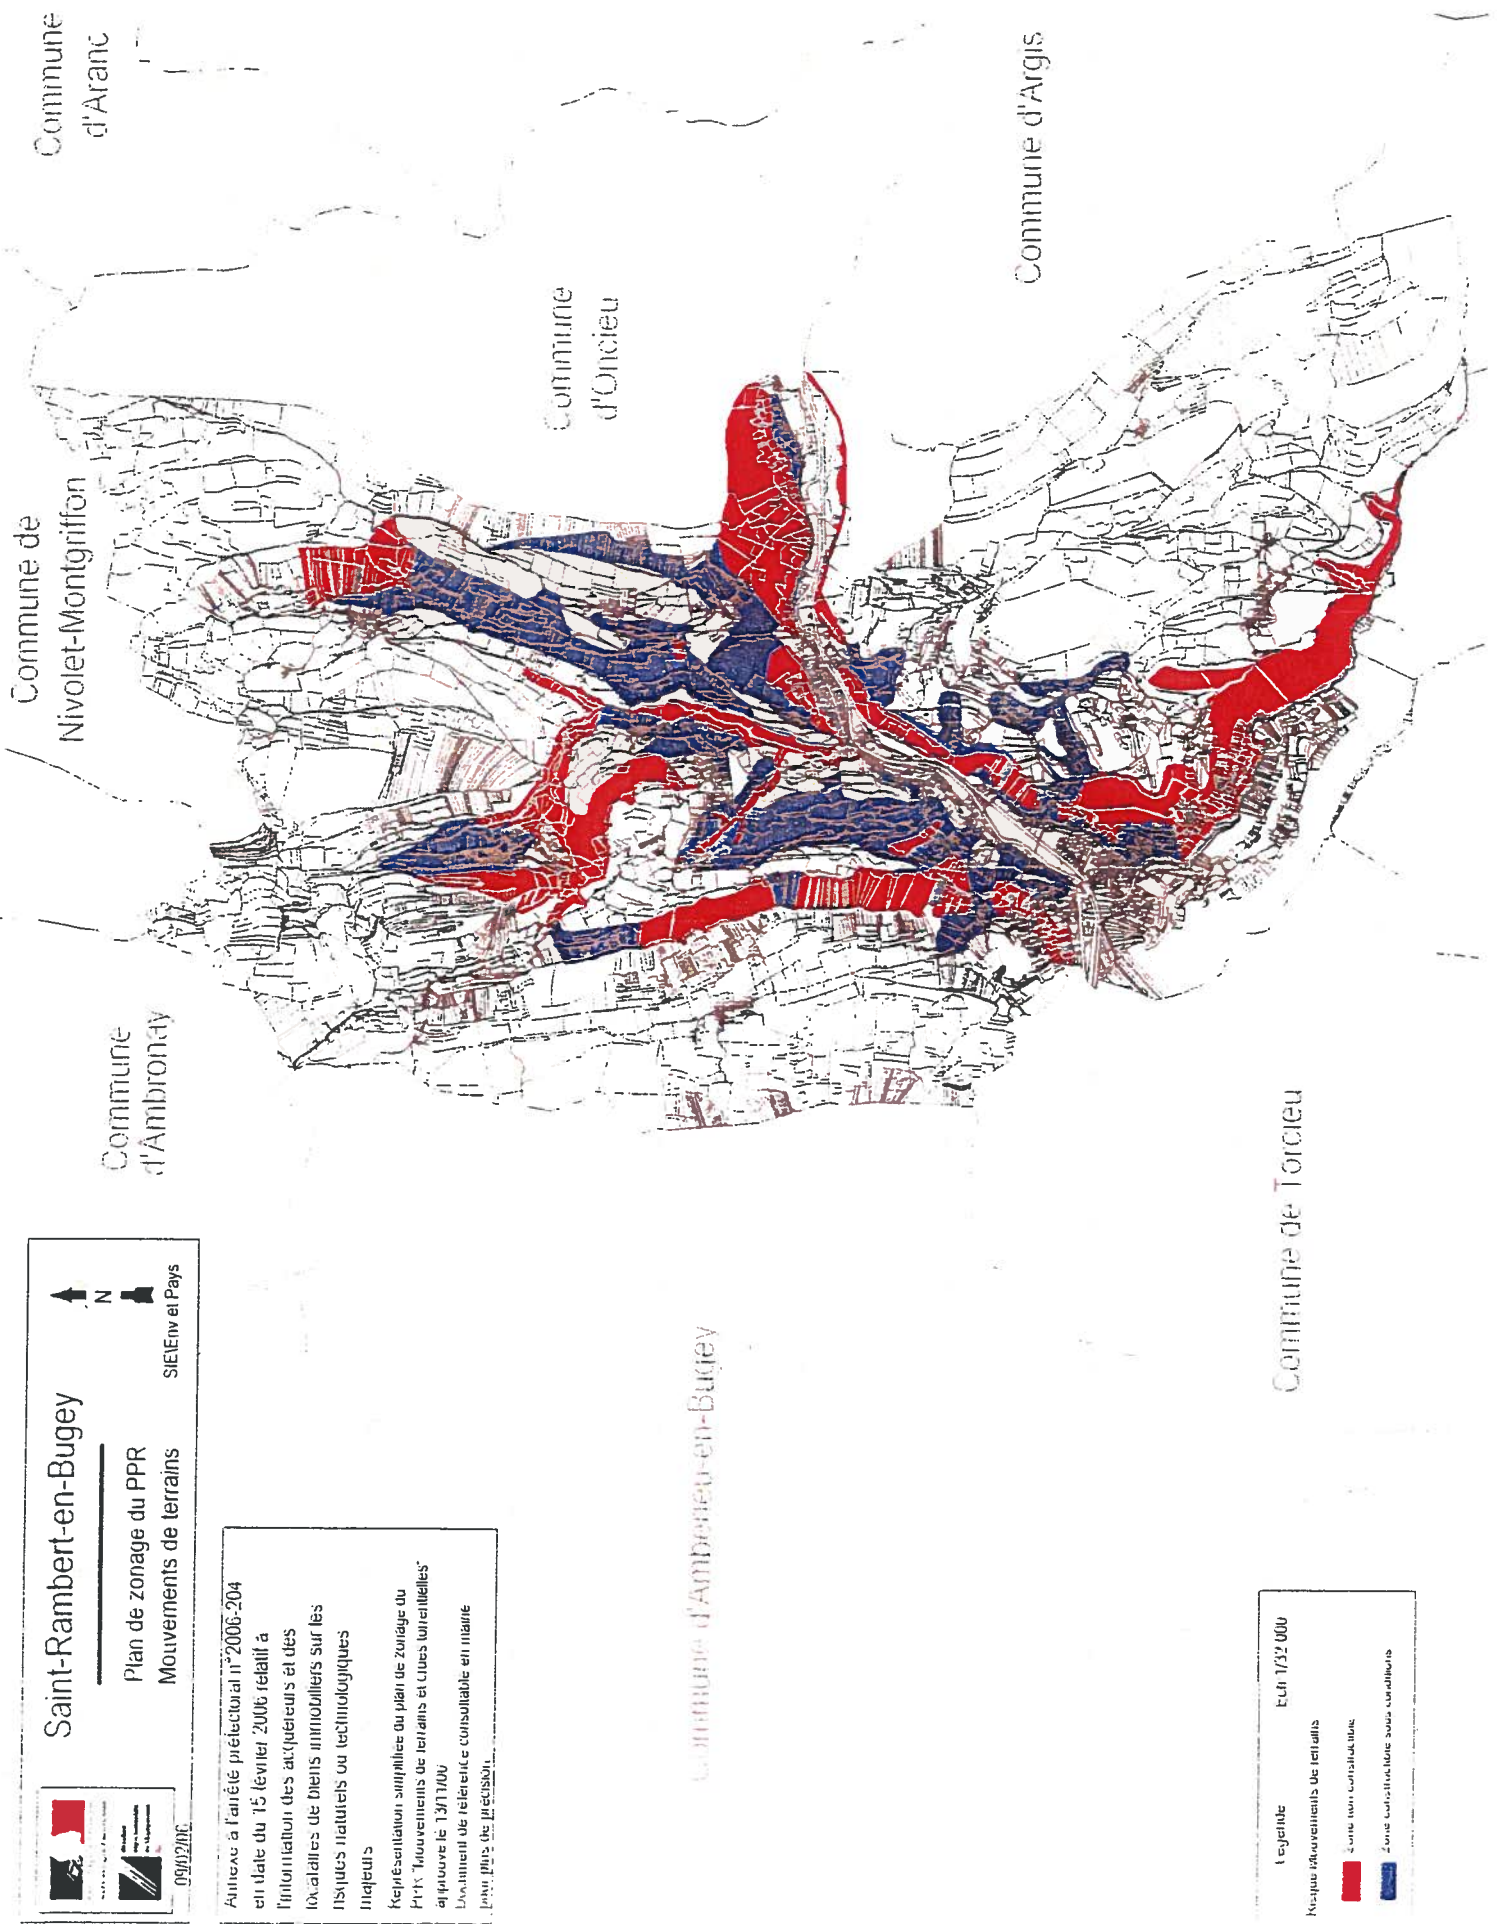 Saint-Rambert-en-Bugey
Plan de zonage du PPR
Mouvements de terrains
N
SIE\Env et Pays
09/02/06
Annexe à l'arrêté préfectoral n°2006-204
en date du 15 février 2006 relatif à
l'information des acquéreurs et des
locataires de biens immobiliers sur les
risques naturels ou technologiques
majeurs
Représentation simplifiée du plan de zonage du
PPR "Mouvements de terrains et crues torrentielles"
approuvé le
Document de référence consultable en mairie
pour plus de précision
Commune
d'Ambronay
Commune de
Nivolet-Montgriffon
Commune
d'Aranc
Commune
d'Oncieu
Commune d'Argis
Commune d'Ambérieu-en-Bugey
Commune de Torcieu
Légende
Ech 1/32 000
Risque Mouvements de terrains
Zone non constructible
Zone constructible sous conditions